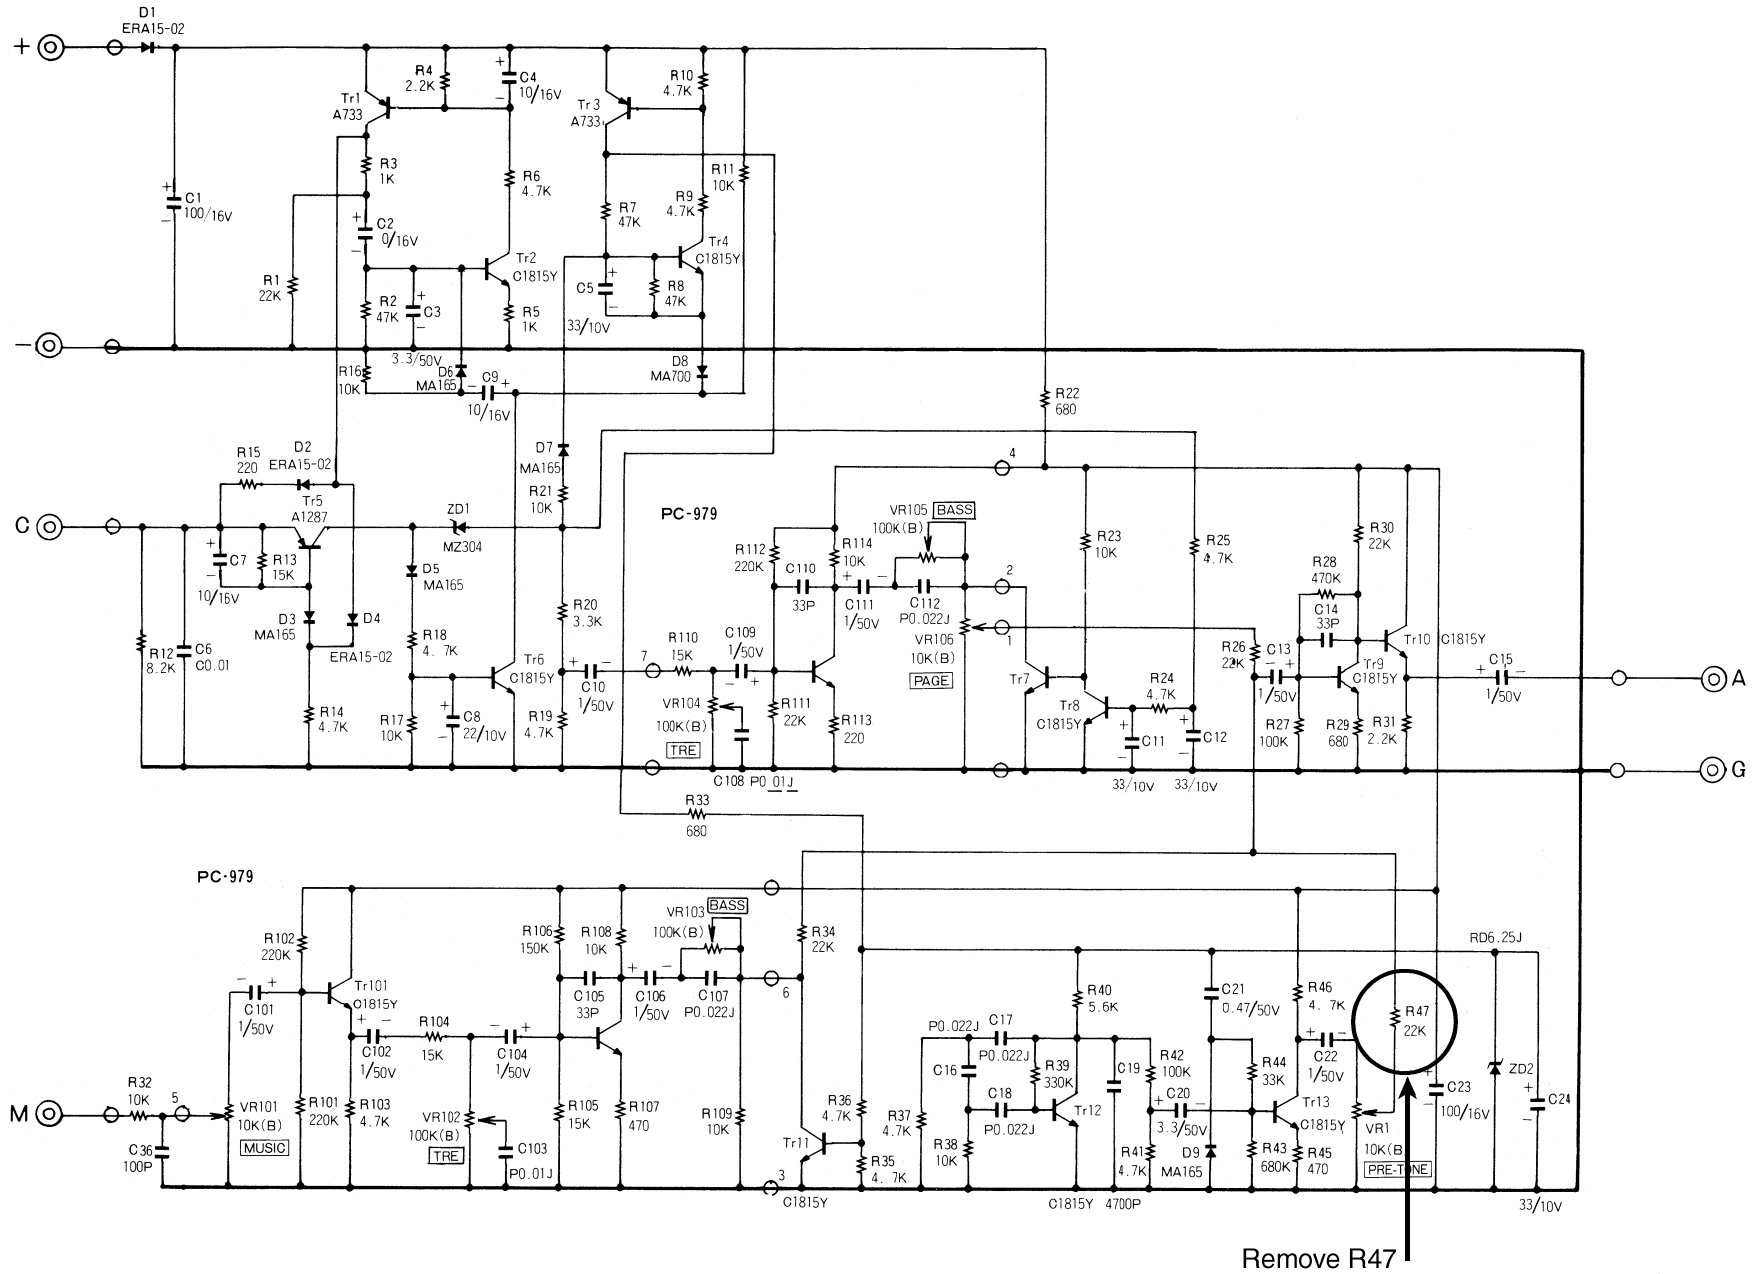 D1
ERA15-02
+
R4
2.2K
C4
10/16V
R10
4.7K
Tr1
A733
Tr3
A733
R3
1K
R6
4.7K
R11
10K
C1
100/16V
C2
0/16V
R7
47K
R9
4.7K
Tr2
C1815Y
Tr4
C1815Y
R1
22K
R2
47K
C3
R5
1K
C5
R8
47K
33/10V
−
3.3/50V
R16
10K
D6
MA165
C9
10/16V
D8
MA700
R22
680
R15
220
D2
ERA15-02
D7
MA165
4
Tr5
A1287
ZD1
MZ304
R21
10K
PC-979
VR105
BASS
100K(B)
C
R112
220K
R114
10K
R23
10K
R25
4.7K
R30
22K
C7
10/16V
R13
15K
D5
MA165
C110
33P
C111
1/50V
C112
P0.022J
2
R28
470K
C14
33P
D3
MA165
D4
ERA15-02
R20
3.3K
1
R12
8.2K
C6
C0.01
R18
4.7K
Tr6
C1815Y
C10
1/50V
7
R110
15K
C109
1/50V
VR106
10K(B)
PAGE
Tr7
Tr8
C1815Y
R24
4.7K
R26
22K
C13
1/50V
Tr9
C1815Y
Tr10
C1815Y
C15
1/50V
A
R14
4.7K
R17
10K
C8
22/10V
R19
4.7K
VR104
100K(B)
TRE
R111
22K
R113
220
C11
C12
R27
100K
R29
680
R31
2.2K
C108 P0.01J
33/10V
33/10V
G
R33
680
PC-979
VR103
BASS
100K(B)
R102
220K
R106
150K
R108
10K
R34
22K
RD6.25J
C101
1/50V
Tr101
C1815Y
C105
33P
C106
1/50V
C107
P0.022J
6
R40
5.6K
C21
0.47/50V
R46
4.7K
R47
22K
C102
1/50V
R104
15K
C104
1/50V
P0.022J
C17
P0.022J
C16
R39
330K
C19
R42
100K
R44
33K
C22
1/50V
ZD2
M
R32
10K
5
VR101
10K(B)
MUSIC
R101
220K
R103
4.7K
VR102
100K(B)
TRE
C103
P0.01J
R105
15K
R107
470
R109
10K
R36
4.7K
R37
4.7K
C18
P0.022J
Tr12
C20
3.3/50V
Tr13
C1815Y
VR1
10K(B
PRE-TONE
C23
100/16V
C24
C36
100P
Tr11
3
C1815Y
R35
4.7K
R38
10K
R41
4.7K
D9
MA165
R43
680K
R45
470
C1815Y
4700P
33/10V
Remove R47